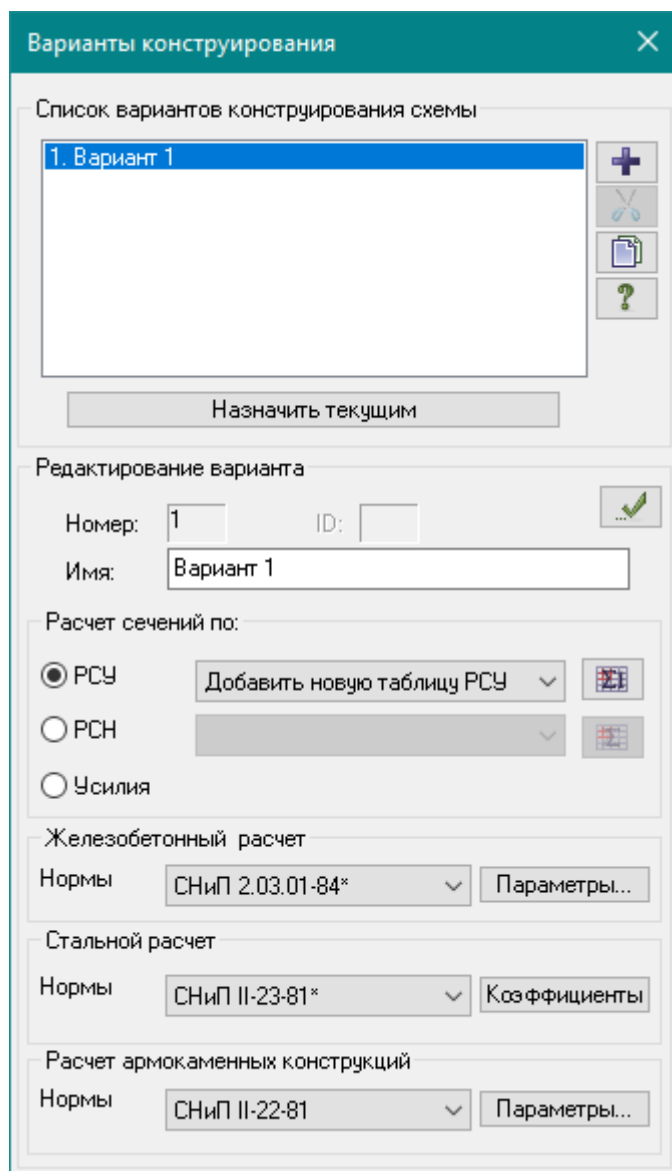 Варианты конструирования
Список вариантов конструирования схемы
1. Вариант 1
Назначить текущим
Редактирование варианта
Номер: 1 ID:
Имя: Вариант 1
Расчет сечений по:
РСУ Добавить новую таблицу РСУ
РСН
Усилия
Железобетонный расчет
Нормы СНиП 2.03.01-84* Параметры...
Стальной расчет
Нормы СНиП II-23-81* Коэффициенты
Расчет армокаменных конструкций
Нормы СНиП II-22-81 Параметры...